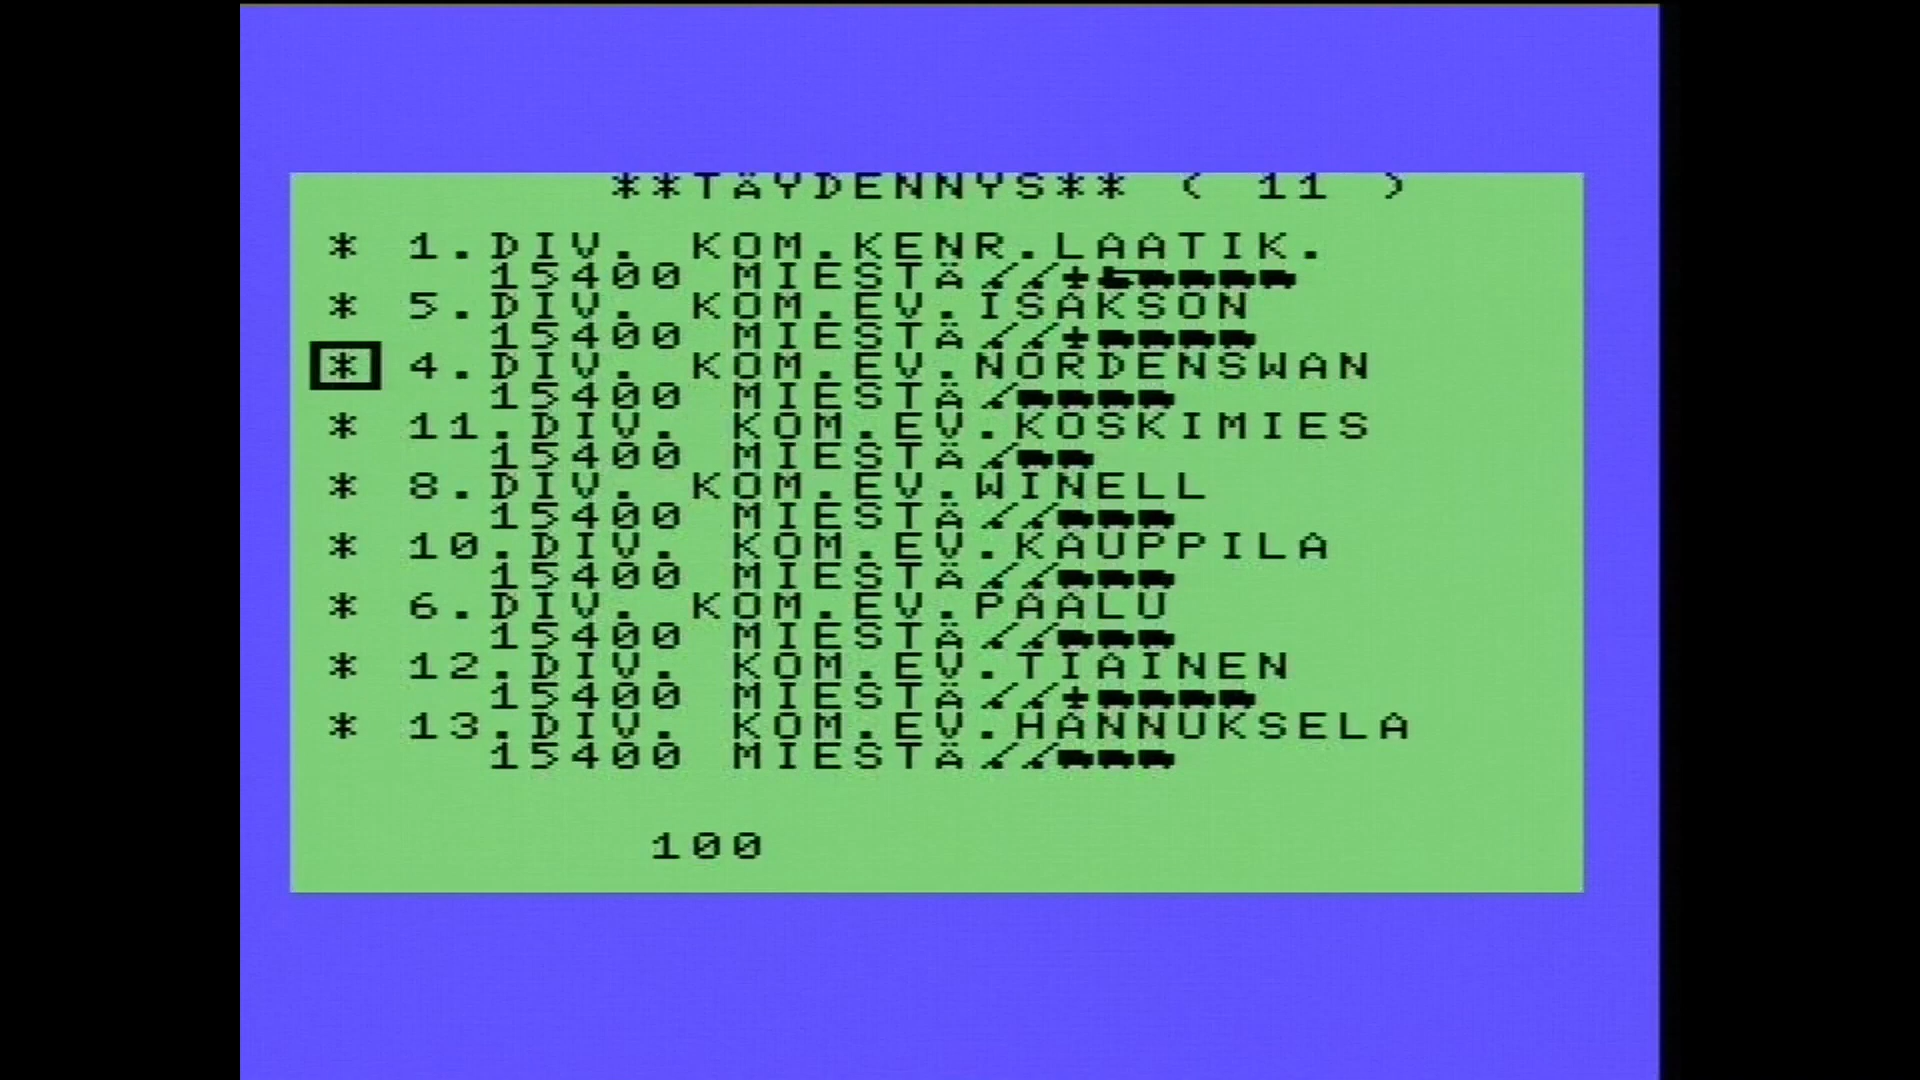 **TÄYDENNYS** ( 11 )
* 1.DIV. KOM.KENR.LAATIK.
15400 MIESTÄ
* 5.DIV. KOM.EV.ISAKSON
15400 MIESTÄ
* 4.DIV. KOM.EV.NORDENSWAN
15400 MIESTÄ
* 11.DIV. KOM.EV.KOSKIMIES
15400 MIESTÄ
* 8.DIV. KOM.EV.WINELL
15400 MIESTÄ
* 10.DIV. KOM.EV.KAUPPILA
15400 MIESTÄ
* 6.DIV. KOM.EV.PAALU
15400 MIESTÄ
* 12.DIV. KOM.EV.TIAINEN
15400 MIESTÄ
* 13.DIV. KOM.EV.HANNUKSELA
15400 MIESTÄ
100